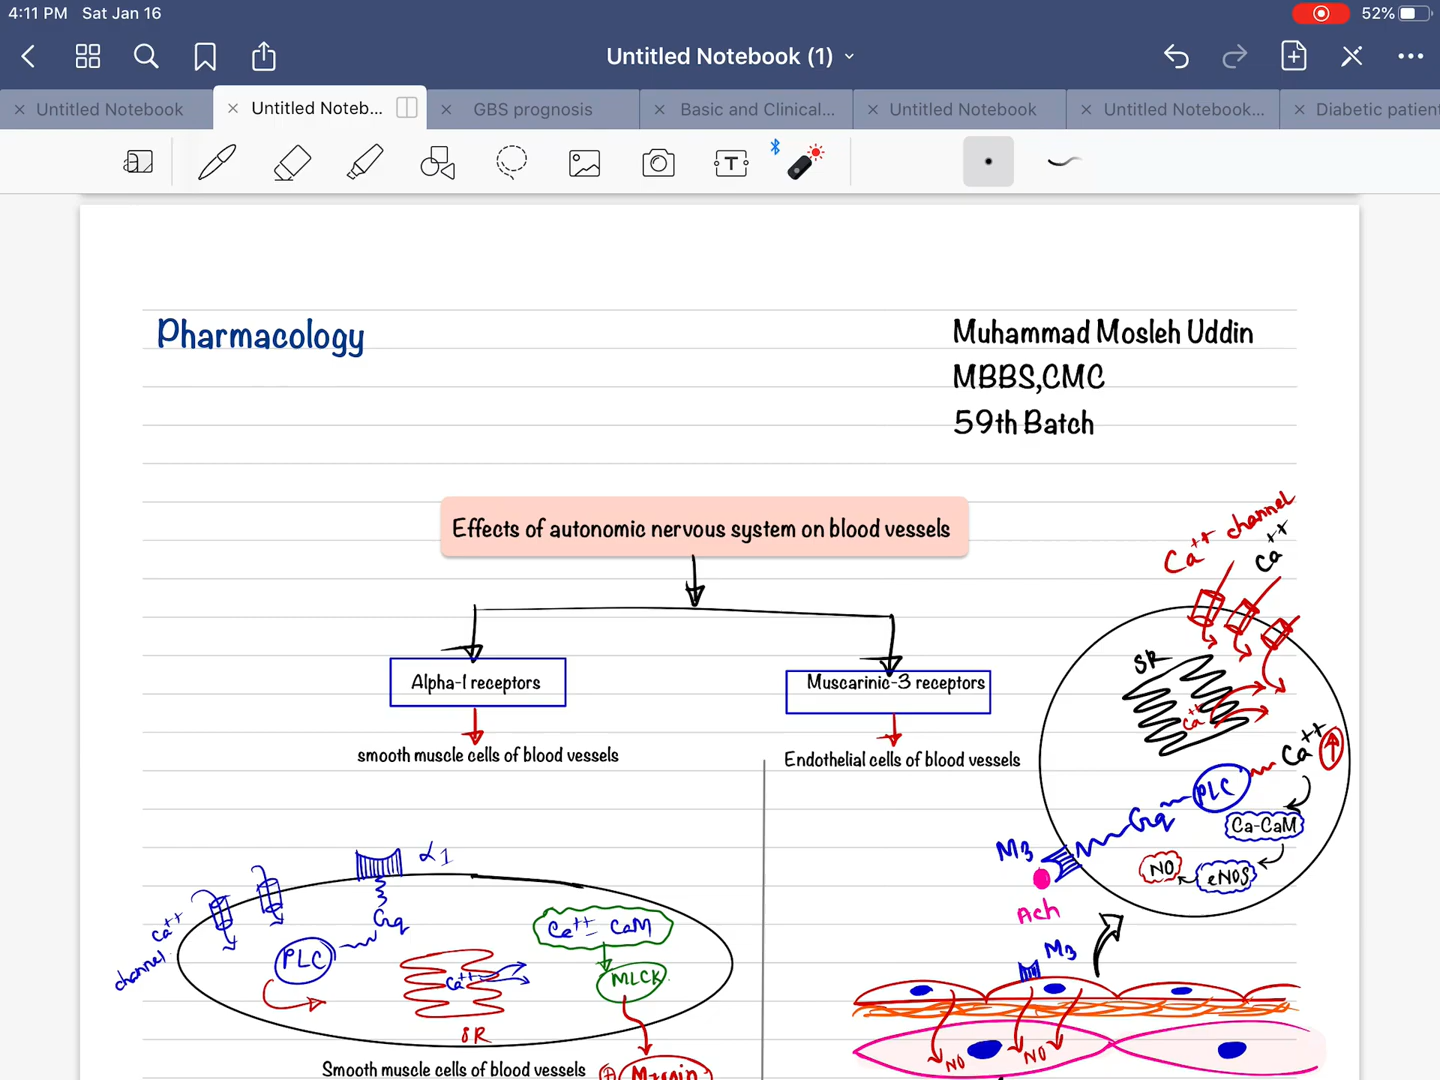 4:11 PM Sat Jan 16
52%
Untitled Notebook (1)
Untitled Notebook
Untitled Noteb...
GBS prognosis
Basic and Clinical...
Untitled Notebook
Untitled Notebook...
Diabetic patient
T
Pharmacology
Muhammad Mosleh Uddin
MBBS,CMC
59th Batch
Effects of autonomic nervous system on blood vessels
Alpha-1 receptors
Muscarinic-3 receptors
smooth muscle cells of blood vessels
Endothelial cells of blood vessels
Ca++ channel
Ca++
SR
Ca++
Ca++ ↑
PLC
Gq
Ca-CaM
M3
NO
eNOS
Ach
M3
NO
NO
α1
Ca++
channel
Gq
PLC
Ca++
SR
Ca++ - CaM
MLCK
Smooth muscle cells of blood vessels
+ Myosin